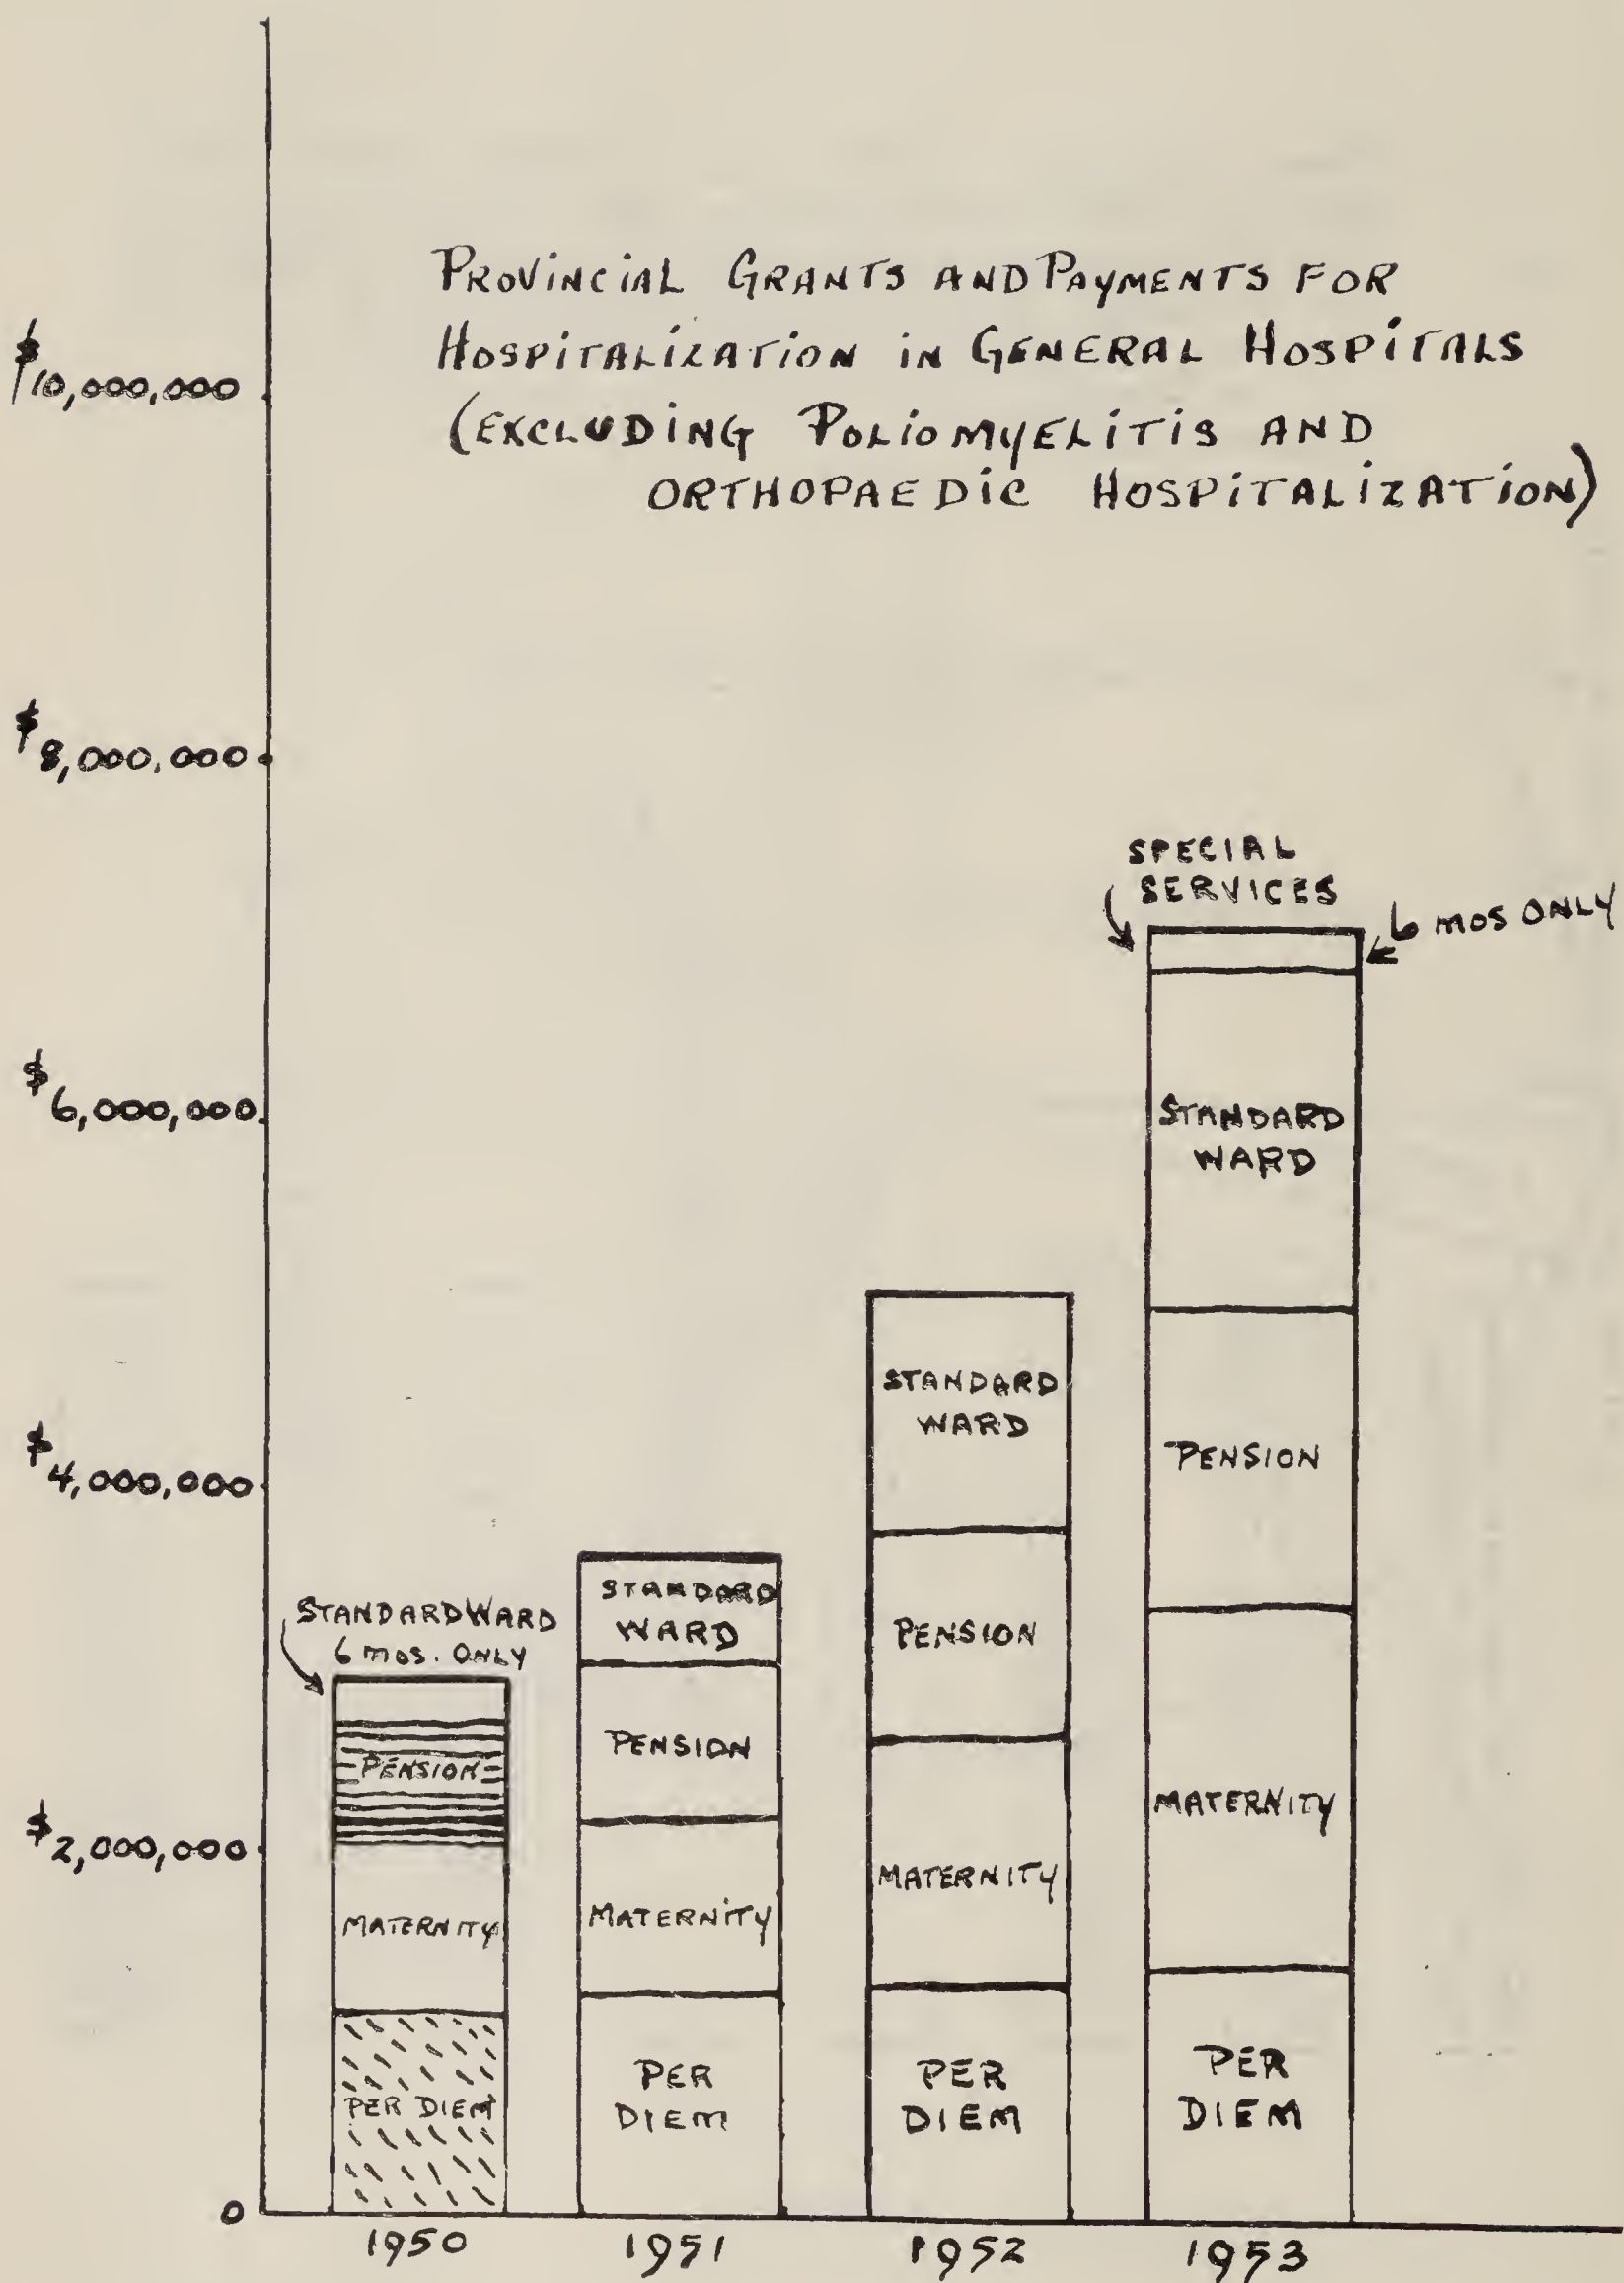 PROVINCIAL GRANTS AND PAYMENTS FOR
HOSPITALIZATION IN GENERAL HOSPITALS
(EXCLUDING POLIOMYELITIS AND
ORTHOPAEDIC HOSPITALIZATION)
$10,000,000
$8,000,000
$6,000,000
$4,000,000
$2,000,000
0
STANDARD WARD
6 mos. ONLY
PENSION
MATERNITY
PER DIEM
1950
STANDARD
WARD
PENSION
MATERNITY
PER
DIEM
1951
STANDARD
WARD
PENSION
MATERNITY
PER
DIEM
1952
SPECIAL
SERVICES
6 mos ONLY
STANDARD
WARD
PENSION
MATERNITY
PER
DIEM
1953